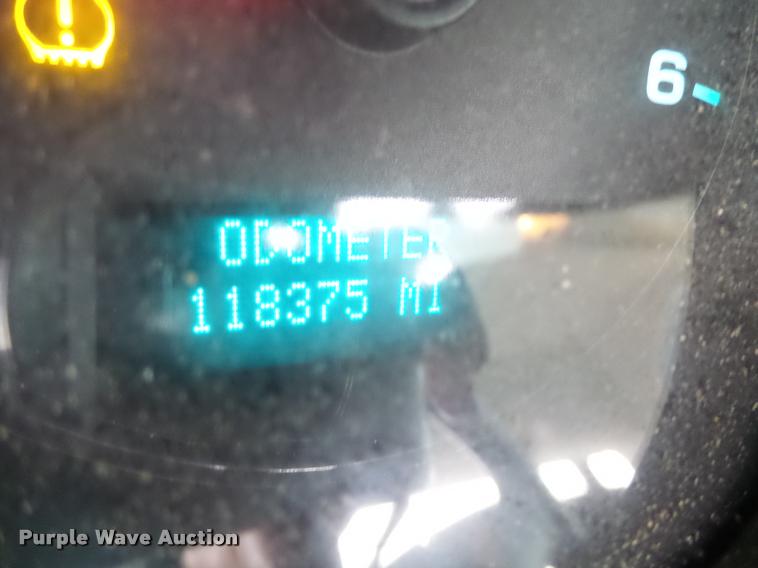 6
ODOMETER
118375 MI
Purple Wave Auction